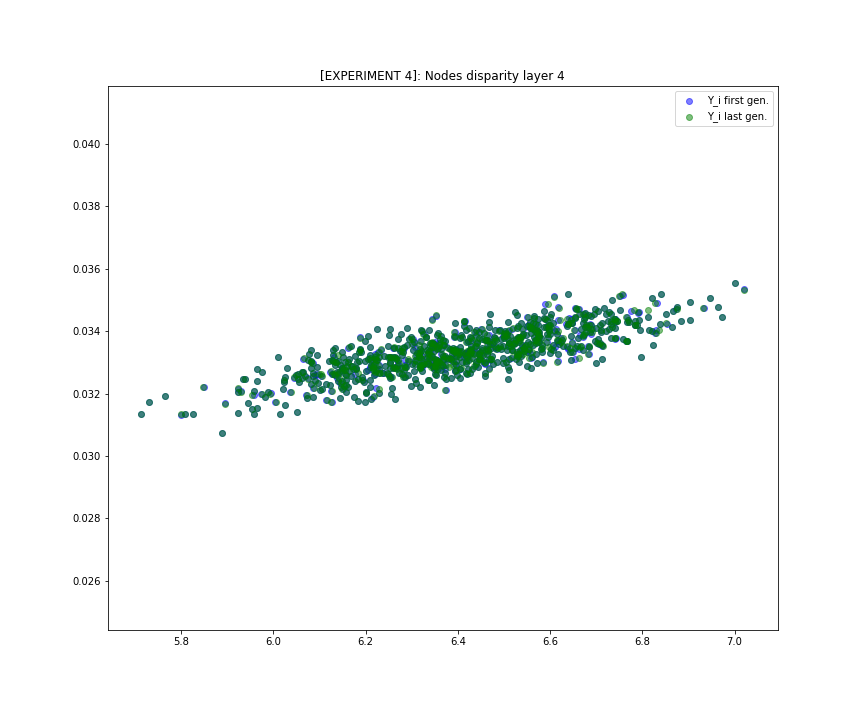 [EXPERIMENT 4]: Nodes disparity layer 4
Y_i first gen.
Y_i last gen.
0.040
0.038
0.036
0.034
0.032
0.030
0.028
0.026
5.8 6.0 6.2 6.4 6.6 6.8 7.0